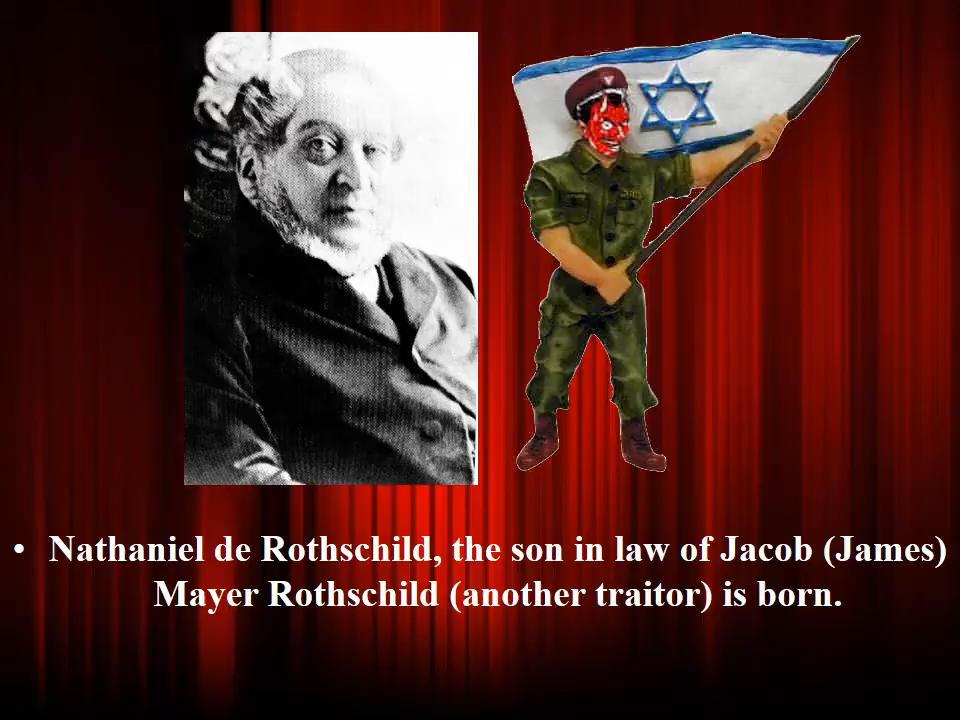 • Nathaniel de Rothschild, the son in law of Jacob (James)
Mayer Rothschild (another traitor) is born.